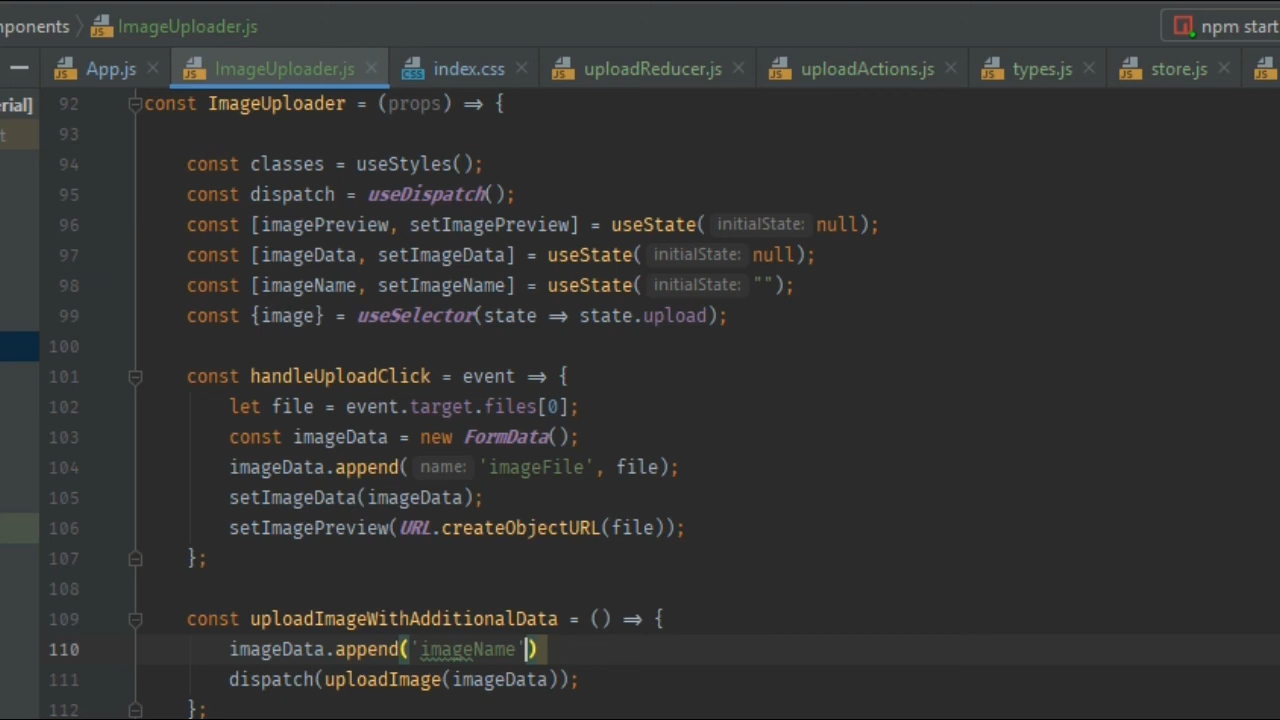 ponents > ImageUploader.js npm start
App.js ImageUploader.js index.css uploadReducer.js uploadActions.js types.js store.js
rial] 92 const ImageUploader = (props) ⇒ {
t 93
94 const classes = useStyles();
95 const dispatch = useDispatch();
96 const [imagePreview, setImagePreview] = useState( initialState: null);
97 const [imageData, setImageData] = useState( initialState: null);
98 const [imageName, setImageName] = useState( initialState: "");
99 const {image} = useSelector(state ⇒ state.upload);
100
101 const handleUploadClick = event ⇒ {
102 let file = event.target.files[0];
103 const imageData = new FormData();
104 imageData.append( name: 'imageFile', file);
105 setImageData(imageData);
106 setImagePreview(URL.createObjectURL(file));
107 };
108
109 const uploadImageWithAdditionalData = () ⇒ {
110 imageData.append('imageName')
111 dispatch(uploadImage(imageData));
112 };